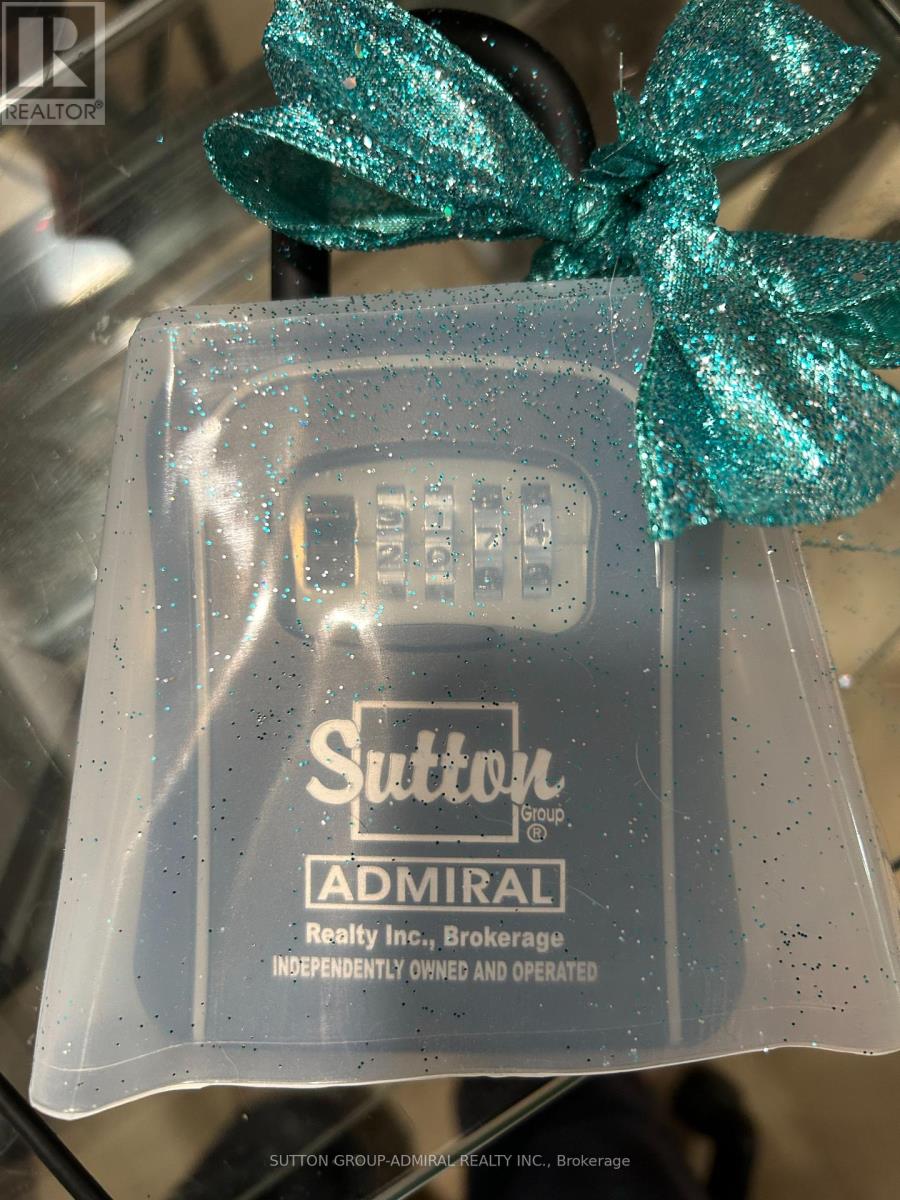 REALTOR®
Sutton
Group
®
ADMIRAL
Realty Inc., Brokerage
INDEPENDENTLY OWNED AND OPERATED
SUTTON GROUP-ADMIRAL REALTY INC., Brokerage